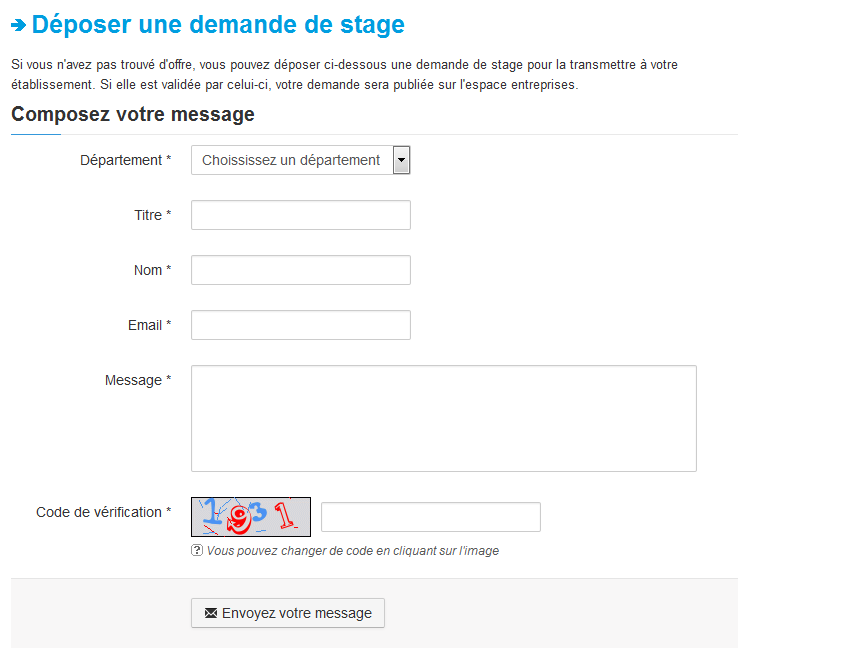 Déposer une demande de stage
Si vous n'avez pas trouvé d'offre, vous pouvez déposer ci-dessous une demande de stage pour la transmettre à votre
établissement. Si elle est validée par celui-ci, votre demande sera publiée sur l'espace entreprises.
Composez votre message
Département * Choississez un département
Titre *
Nom *
Email *
Message *
Code de vérification * 1931
? Vous pouvez changer de code en cliquant sur l'image
Envoyez votre message